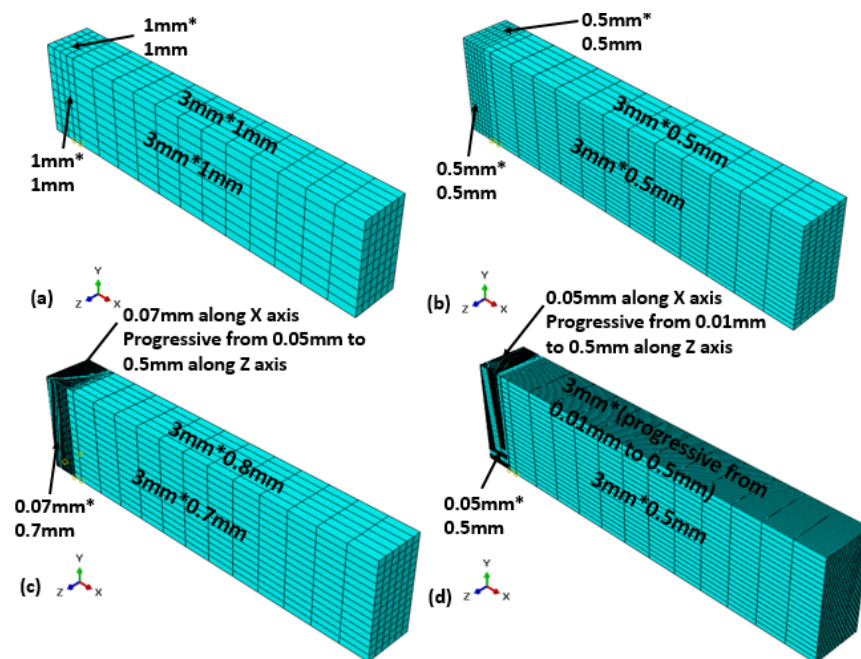 1mm*
1mm
3mm*1mm
3mm*1mm
1mm*
1mm
(a)
Y
Z
X
0.5mm*
0.5mm
3mm*0.5mm
3mm*0.5mm
0.5mm*
0.5mm
(b)
Y
Z
X
0.07mm along X axis
Progressive from 0.05mm to
0.5mm along Z axis
3mm*0.8mm
3mm*0.7mm
0.07mm*
0.7mm
(c)
Y
Z
X
0.05mm along X axis
Progressive from 0.01mm
to 0.5mm along Z axis
3mm*(progressive from
0.01mm to 0.5mm)
3mm*0.5mm
0.05mm*
0.5mm
(d)
Y
Z
X